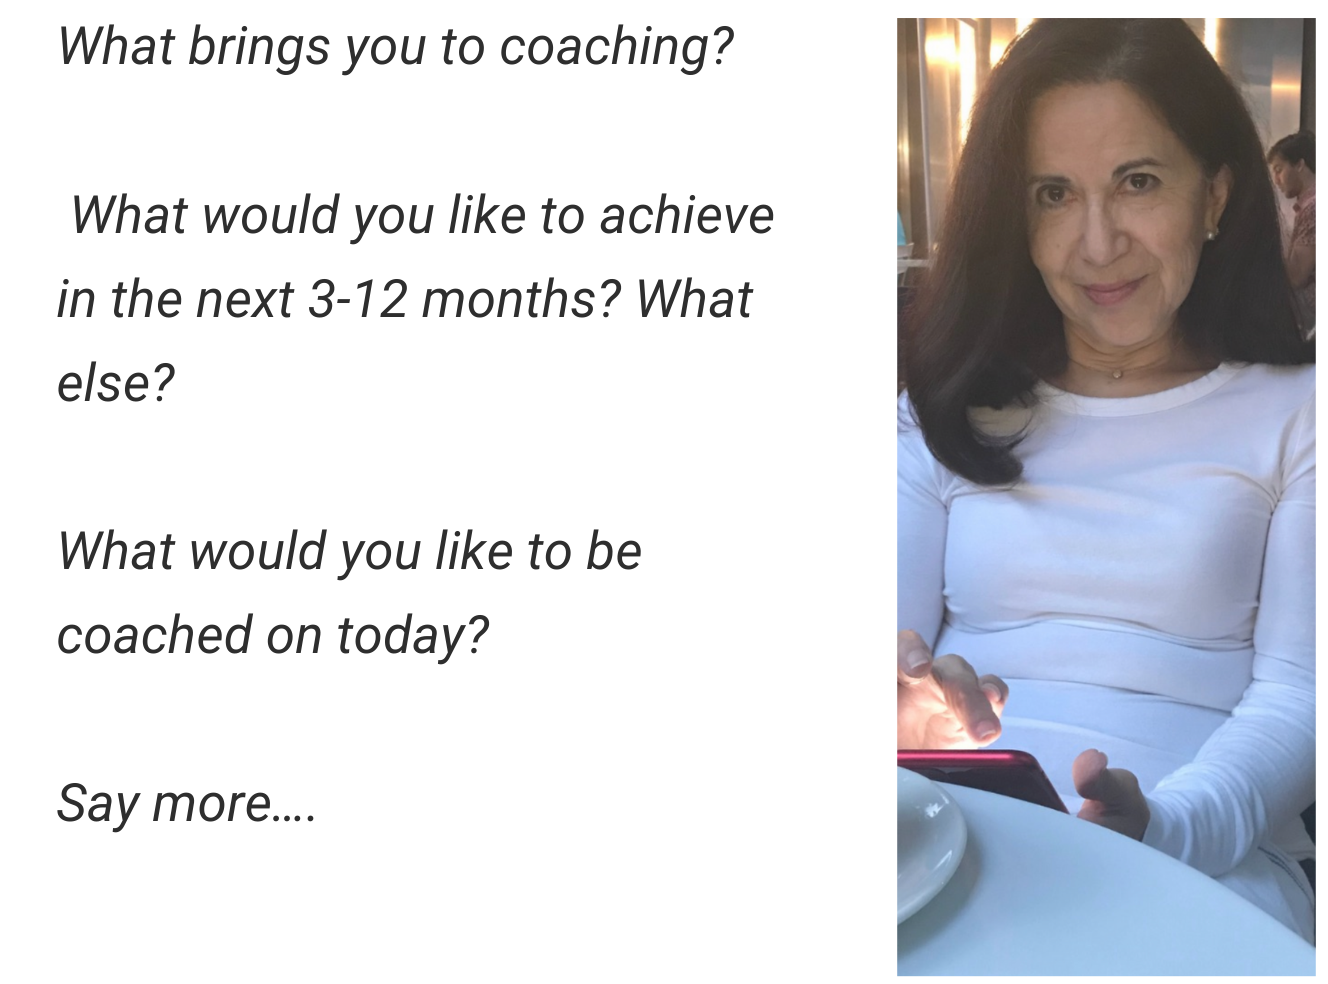 What brings you to coaching?
What would you like to achieve
in the next 3-12 months? What
else?
What would you like to be
coached on today?
Say more....